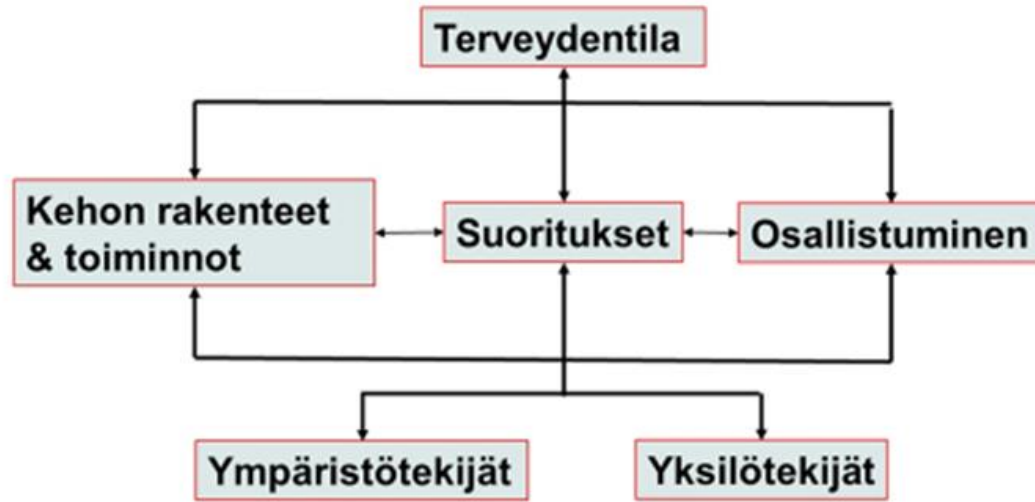 Terveydentila
Kehon rakenteet
& toiminnot
Suoritukset
Osallistuminen
Ympäristötekijät
Yksilötekijät